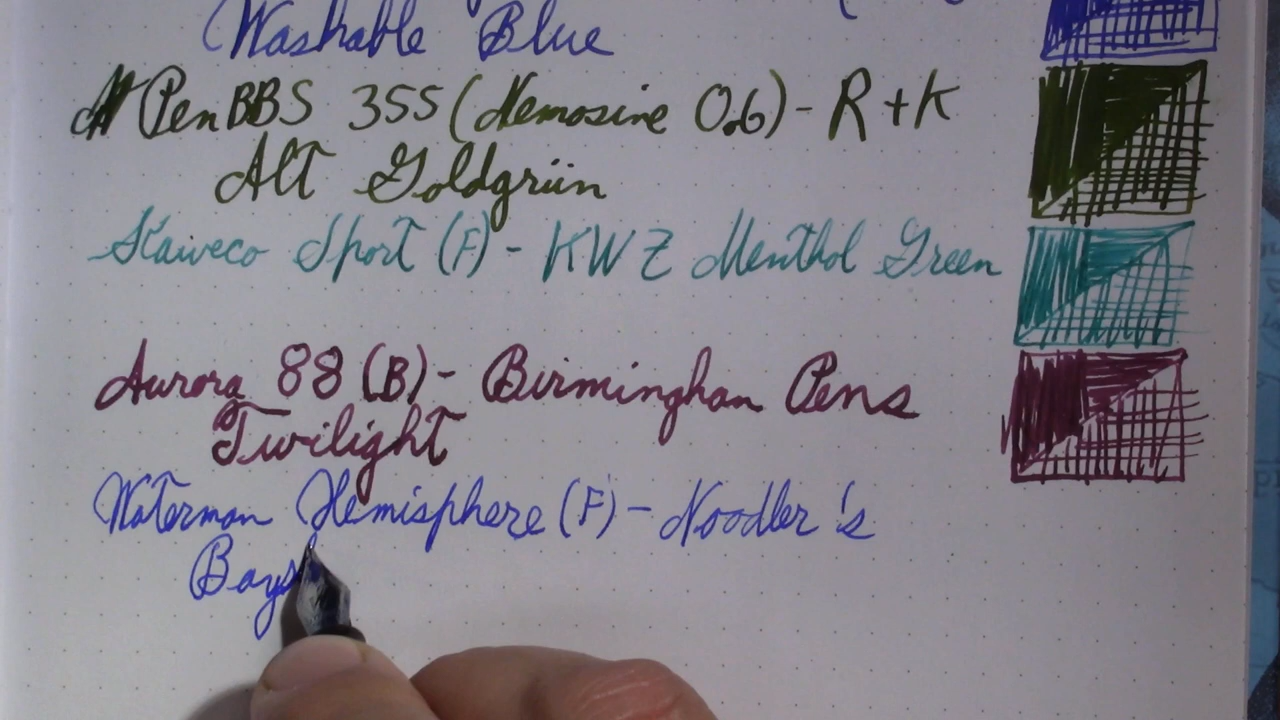 (Washable Blue
PenBBS 355 (Nemosine 0.6) - R+K
Alt Goldgrün
Kaweco Sport (F) - KWZ Menthol Green
Aurora 88 (B) - Birmingham Pens
Twilight
Waterman Hemisphere (F) - Noodler's
Bays